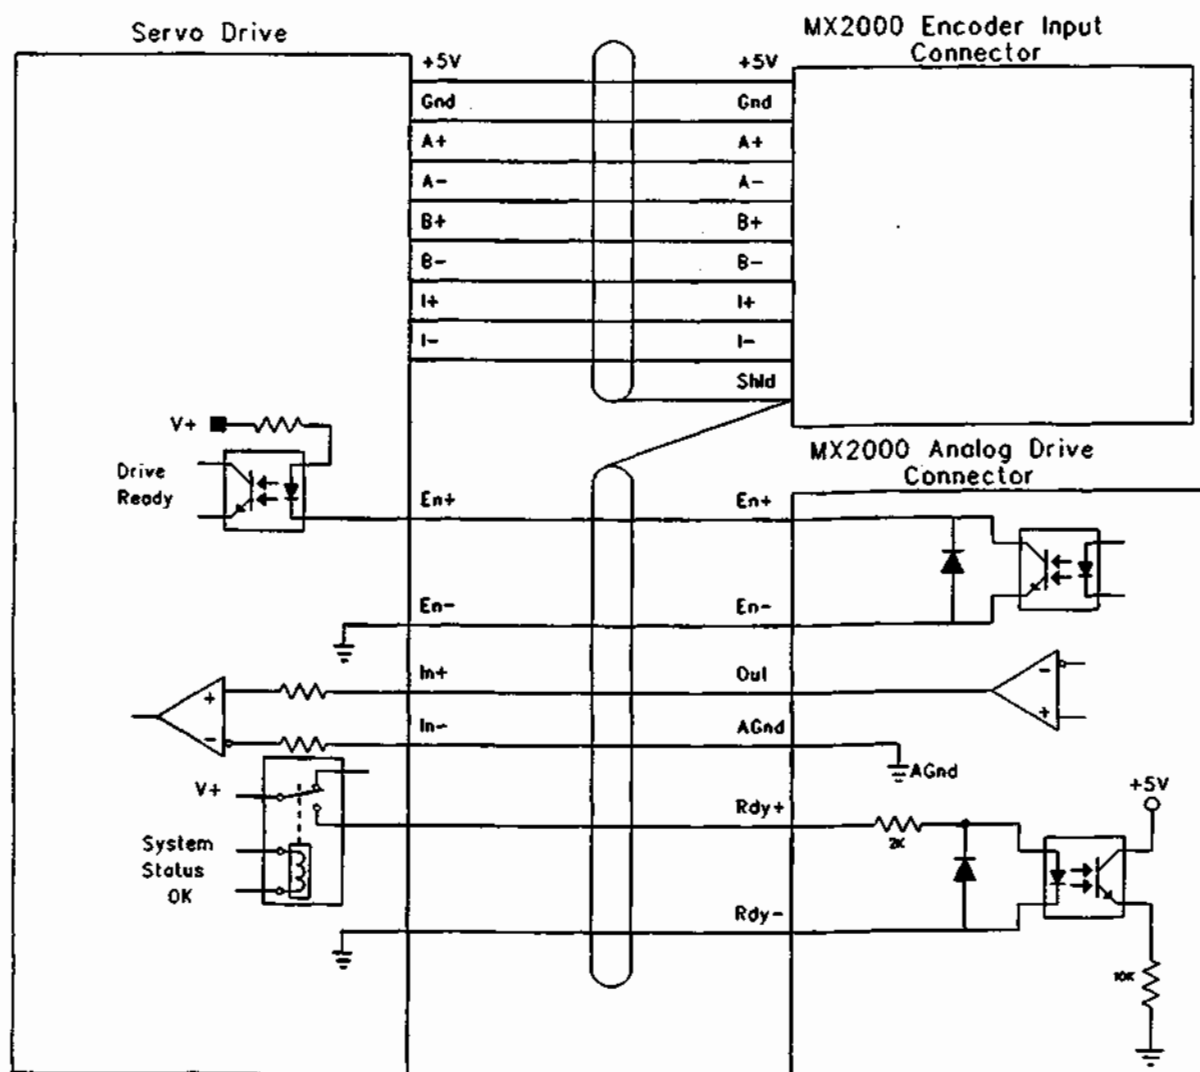 Servo Drive
MX2000 Encoder Input
Connector
+5V +5V
Gnd Gnd
A+ A+
A- A-
B+ B+
B- B-
I+ I+
I- I-
Shld
V+
MX2000 Analog Drive
Connector
Drive
Ready
En+ En+
En- En-
In+ Out
+ -
In- AGnd
- +
AGnd
V+
+5V
Rdy+
2K
System
Status
OK
Rdy-
10K